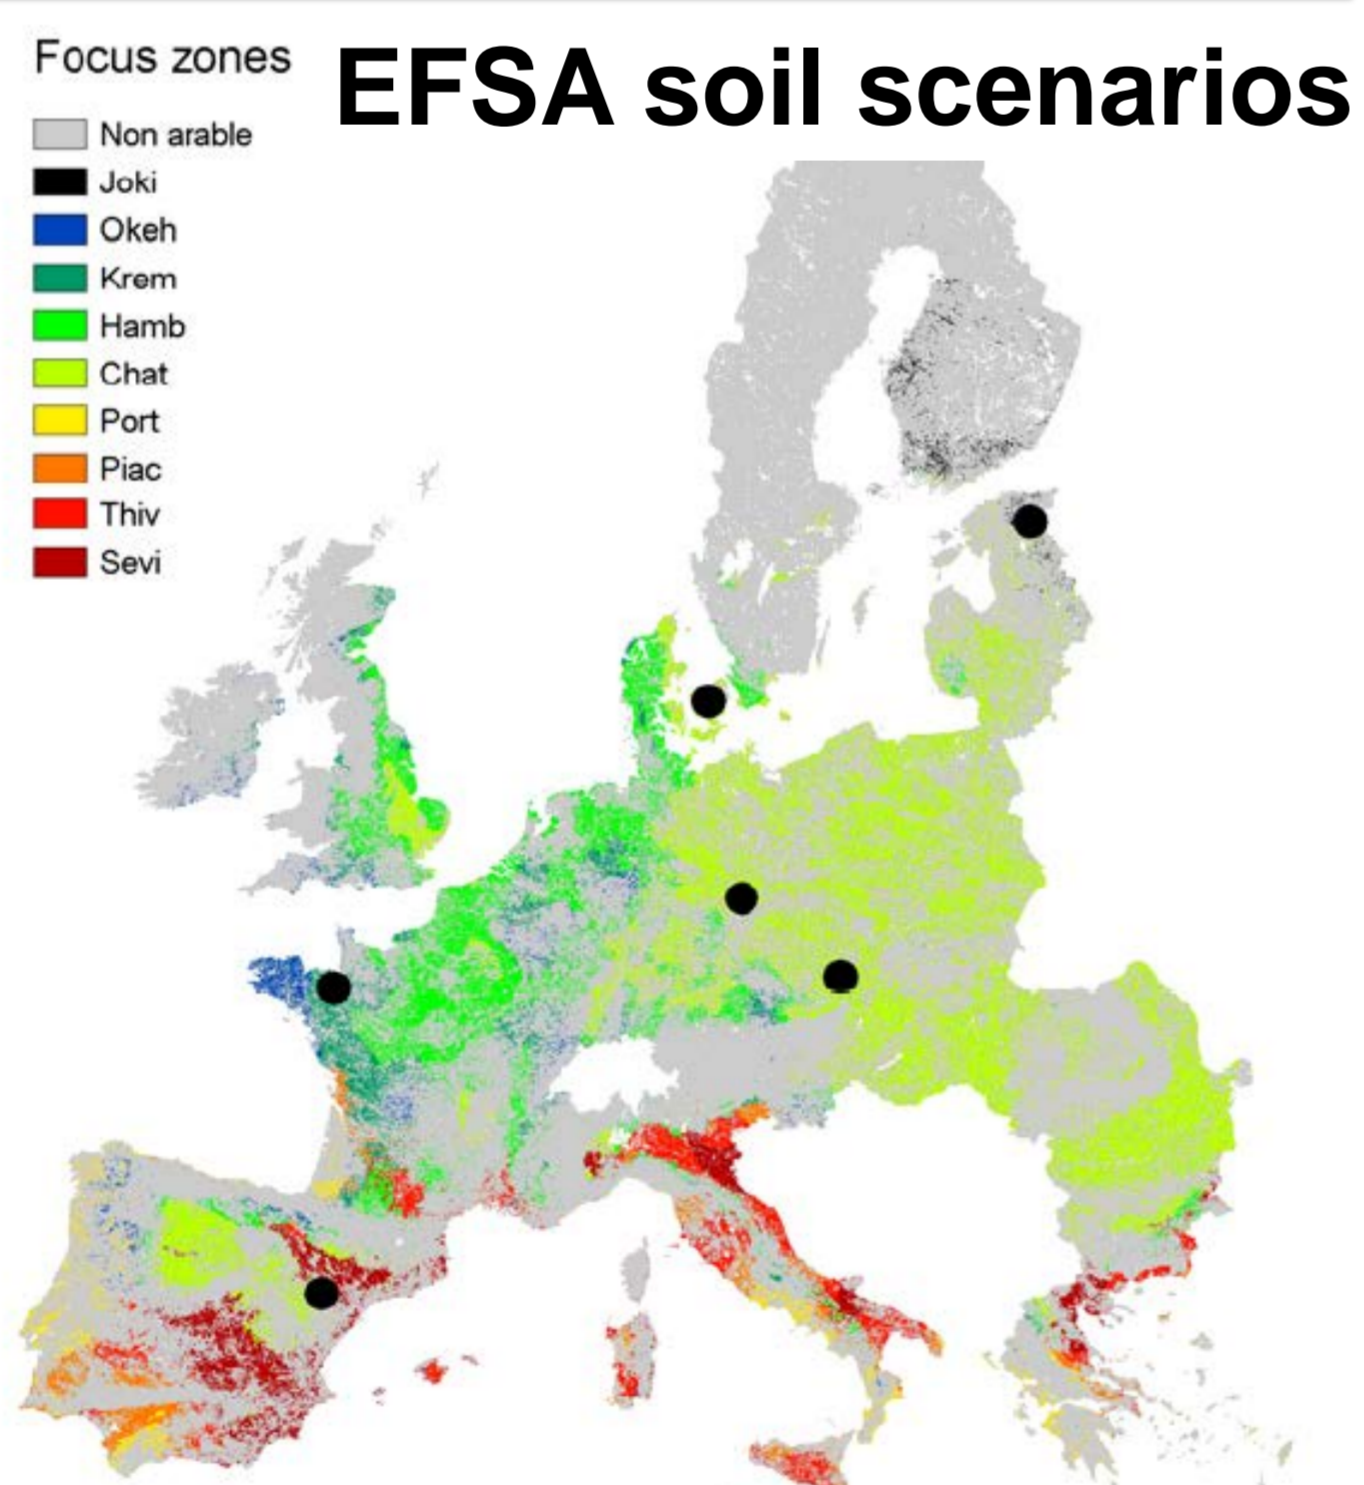 Focus zones
EFSA soil scenarios
Non arable
Joki
Okeh
Krem
Hamb
Chat
Port
Piac
Thiv
Sevi